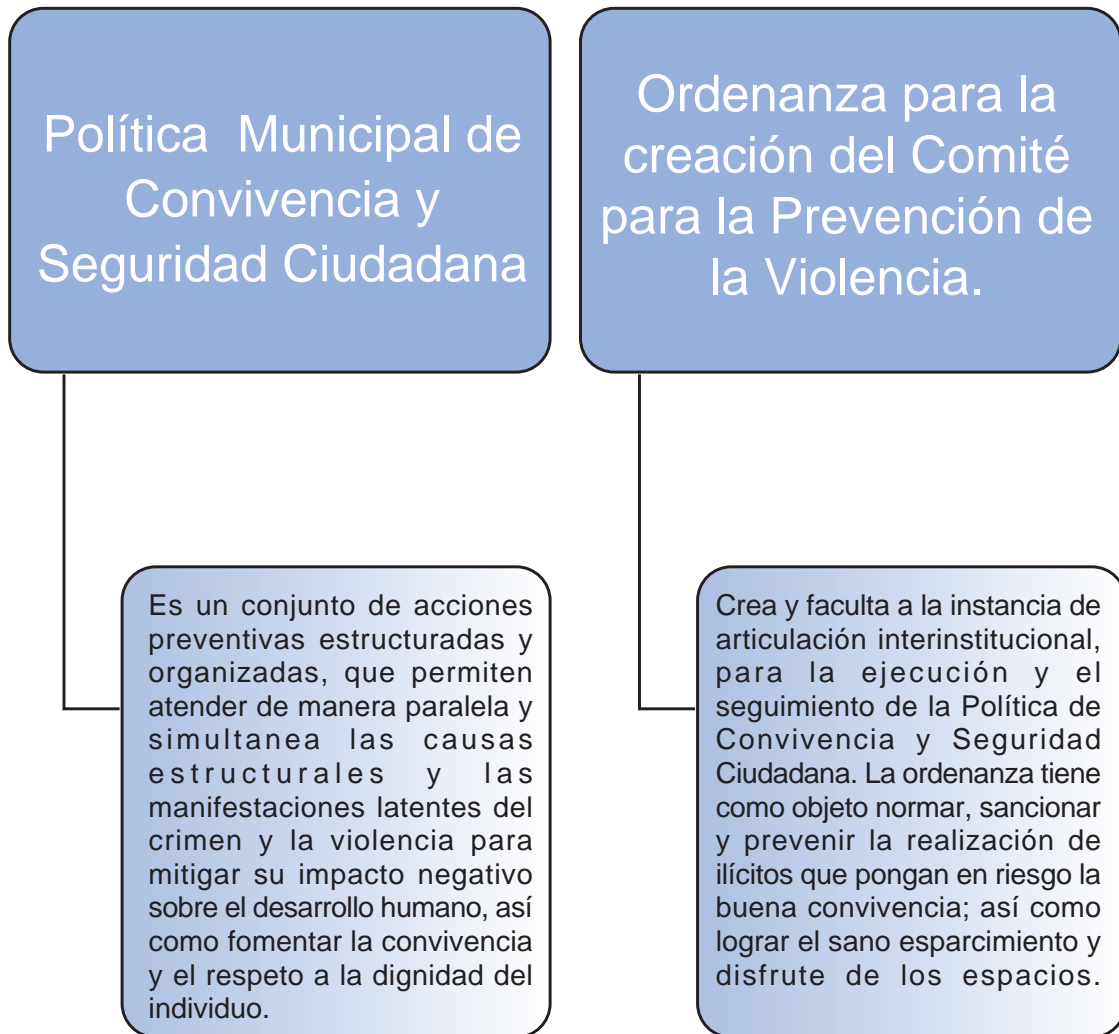 Política Municipal de
Convivencia y
Seguridad Ciudadana
Ordenanza para la
creación del Comité
para la Prevención de
la Violencia.
Es un conjunto de acciones
preventivas estructuradas y
organizadas, que permiten
atender de manera paralela y
simultanea las causas
estructurales y las
manifestaciones latentes del
crimen y la violencia para
mitigar su impacto negativo
sobre el desarrollo humano, así
como fomentar la convivencia
y el respeto a la dignidad del
individuo.
Crea y faculta a la instancia de
articulación interinstitucional,
para la ejecución y el
seguimiento de la Política de
Convivencia y Seguridad
Ciudadana. La ordenanza tiene
como objeto normar, sancionar
y prevenir la realización de
ilícitos que pongan en riesgo la
buena convivencia; así como
lograr el sano esparcimiento y
disfrute de los espacios.